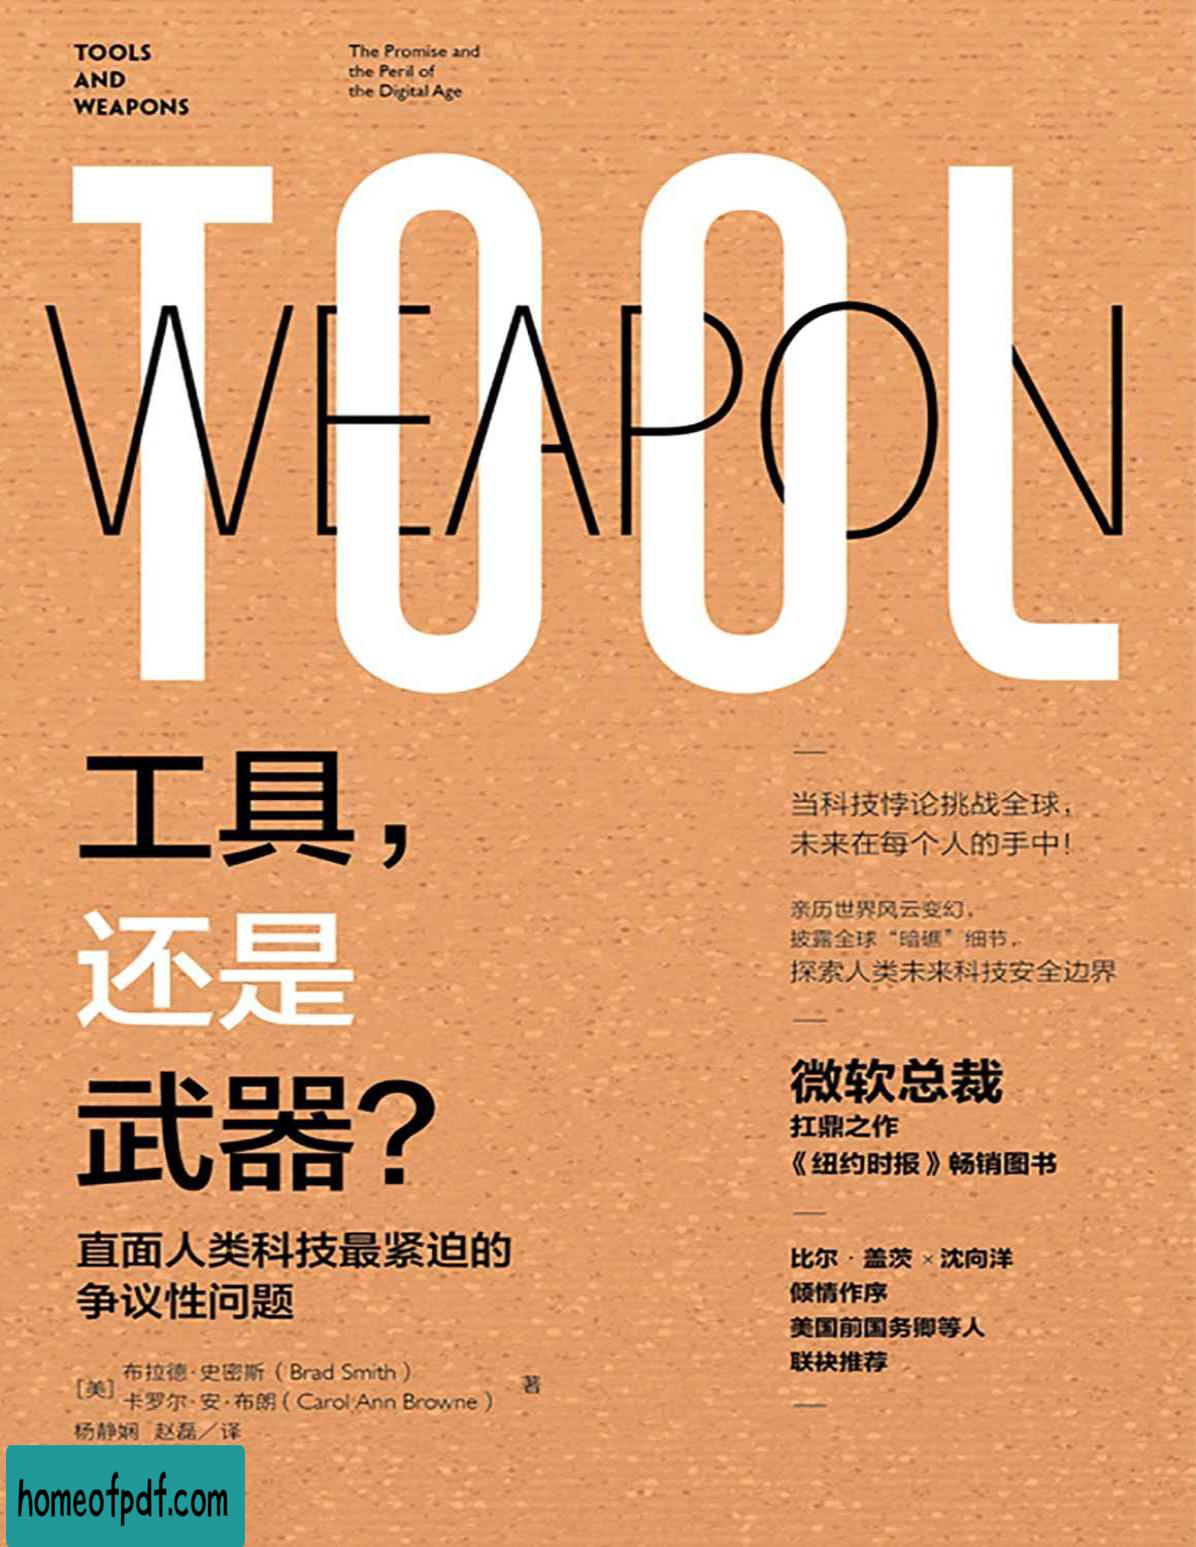 TOOLS
AND
WEAPONS
The Promise and
the Peril of
the Digital Age
TOOL
WEAPON
工具，
还是
武器？
直面人类科技最紧迫的
争议性问题
[美]
布拉德·史密斯（Brad Smith）
卡罗尔·安·布朗（Carol Ann Browne）
著
杨静娴 赵磊／译
当科技悖论挑战全球，
未来在每个人的手中！
亲历世界风云变幻，
披露全球“暗礁”细节，
探索人类未来科技安全边界
微软总裁
扛鼎之作
《纽约时报》畅销图书
比尔·盖茨×沈向洋
倾情作序
美国前国务卿等人
联袂推荐
homeofpdf.com